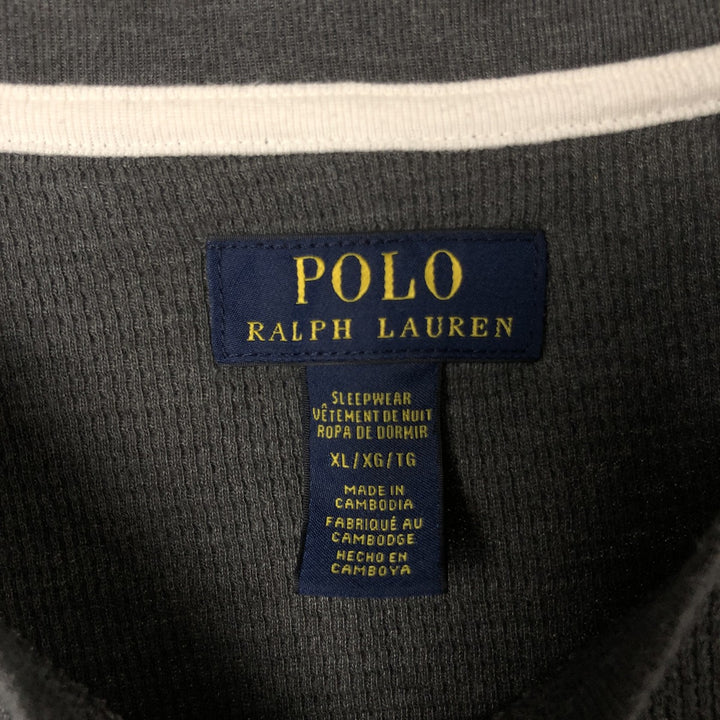 POLO
RALPH LAUREN
SLEEPWEAR
VÊTEMENT DE NUIT
ROPA DE DORMIR
XL/XG/TG
MADE IN
CAMBODIA
FABRIQUÉ AU
CAMBODGE
HECHO EN
CAMBOYA